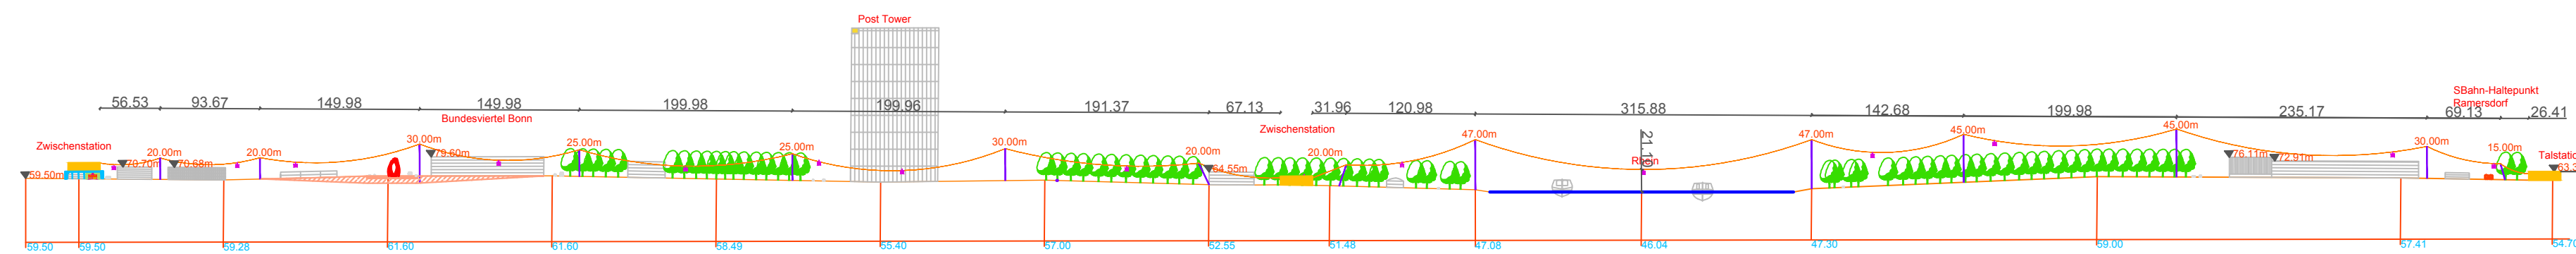 Post Tower
SBahn-Haltepunkt
Ramersdorf
56.53
93.67
149.98
149.98
199.98
199.96
191.37
67.13
31.96
120.98
315.88
142.68
199.98
235.17
69.13
26.41
Bundesviertel Bonn
Zwischenstation
Zwischenstation
Rhein
21.10
Talstatio
20.00m
20.00m
30.00m
25.00m
25.00m
30.00m
20.00m
20.00m
47.00m
47.00m
45.00m
45.00m
30.00m
15.00m
59.50m
70.70m
70.68m
79.60m
64.55m
76.11m
72.91m
63.3
59.50
59.50
59.28
61.60
61.60
58.49
55.40
57.00
52.55
51.48
47.08
46.04
47.30
59.00
57.41
54.70